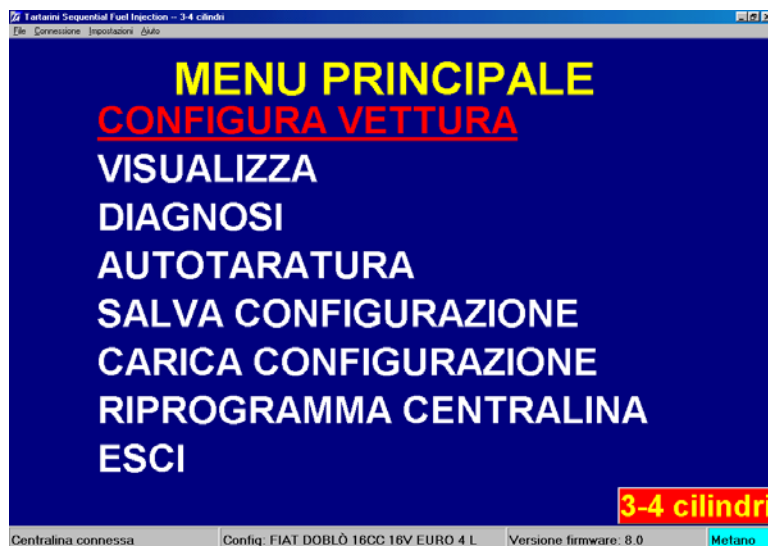 Tartarini Sequential Fuel Injection -- 3-4 cilindri
File Connessione Impostazioni Aiuto
MENU PRINCIPALE
CONFIGURA VETTURA
VISUALIZZA
DIAGNOSI
AUTOTARATURA
SALVA CONFIGURAZIONE
CARICA CONFIGURAZIONE
RIPROGRAMMA CENTRALINA
ESCI
3-4 cilindri
Centralina connessa Config: FIAT DOBLÒ 16CC 16V EURO 4 L Versione firmware: 8.0 Metano